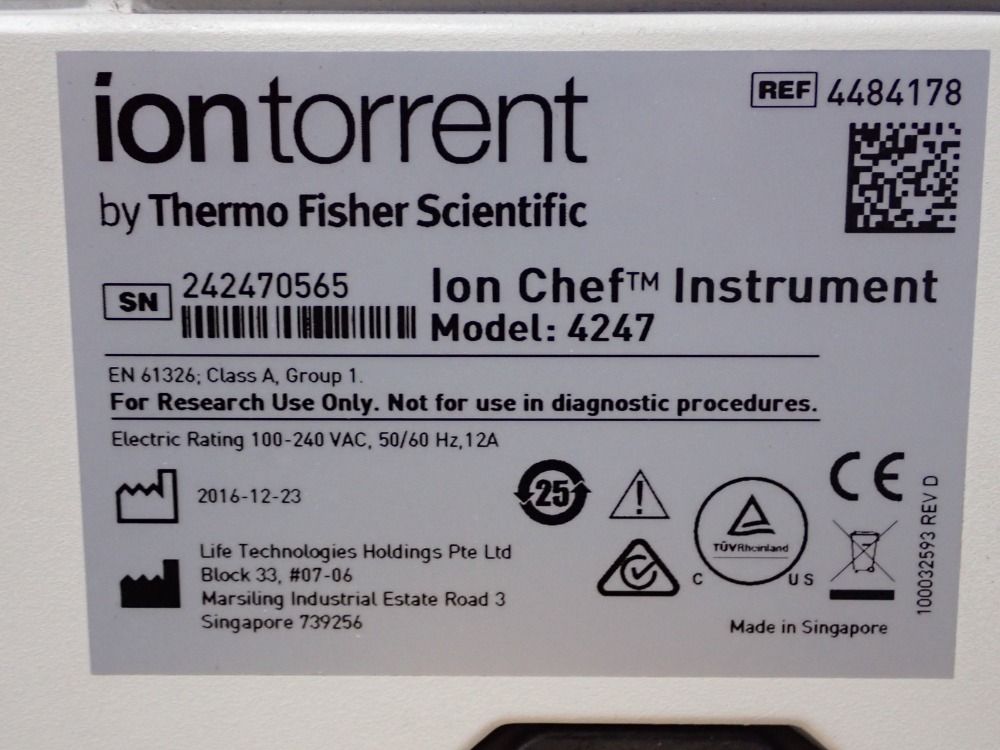 iontorrent
by Thermo Fisher Scientific
REF 4484178
SN 242470565
Ion Chef™ Instrument
Model: 4247
EN 61326; Class A, Group 1.
For Research Use Only. Not for use in diagnostic procedures.
Electric Rating 100-240 VAC, 50/60 Hz,12A
2016-12-23
25
Life Technologies Holdings Pte Ltd
Block 33, #07-06
Marsiling Industrial Estate Road 3
Singapore 739256
TÜVRheinland
C US
CE
100032593 REV D
Made in Singapore